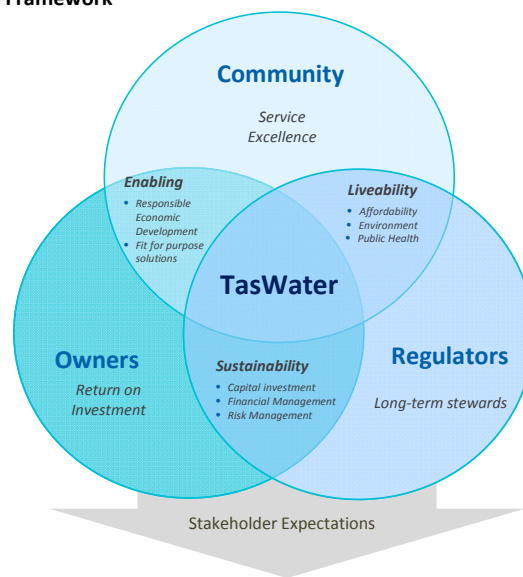 Framework
Community
Service
Excellence
Enabling
• Responsible
Economic
Development
• Fit for purpose
solutions
Liveability
• Affordability
• Environment
• Public Health
TasWater
Owners
Return on
Investment
Sustainability
• Capital investment
• Financial Management
• Risk Management
Regulators
Long-term stewards
Stakeholder Expectations